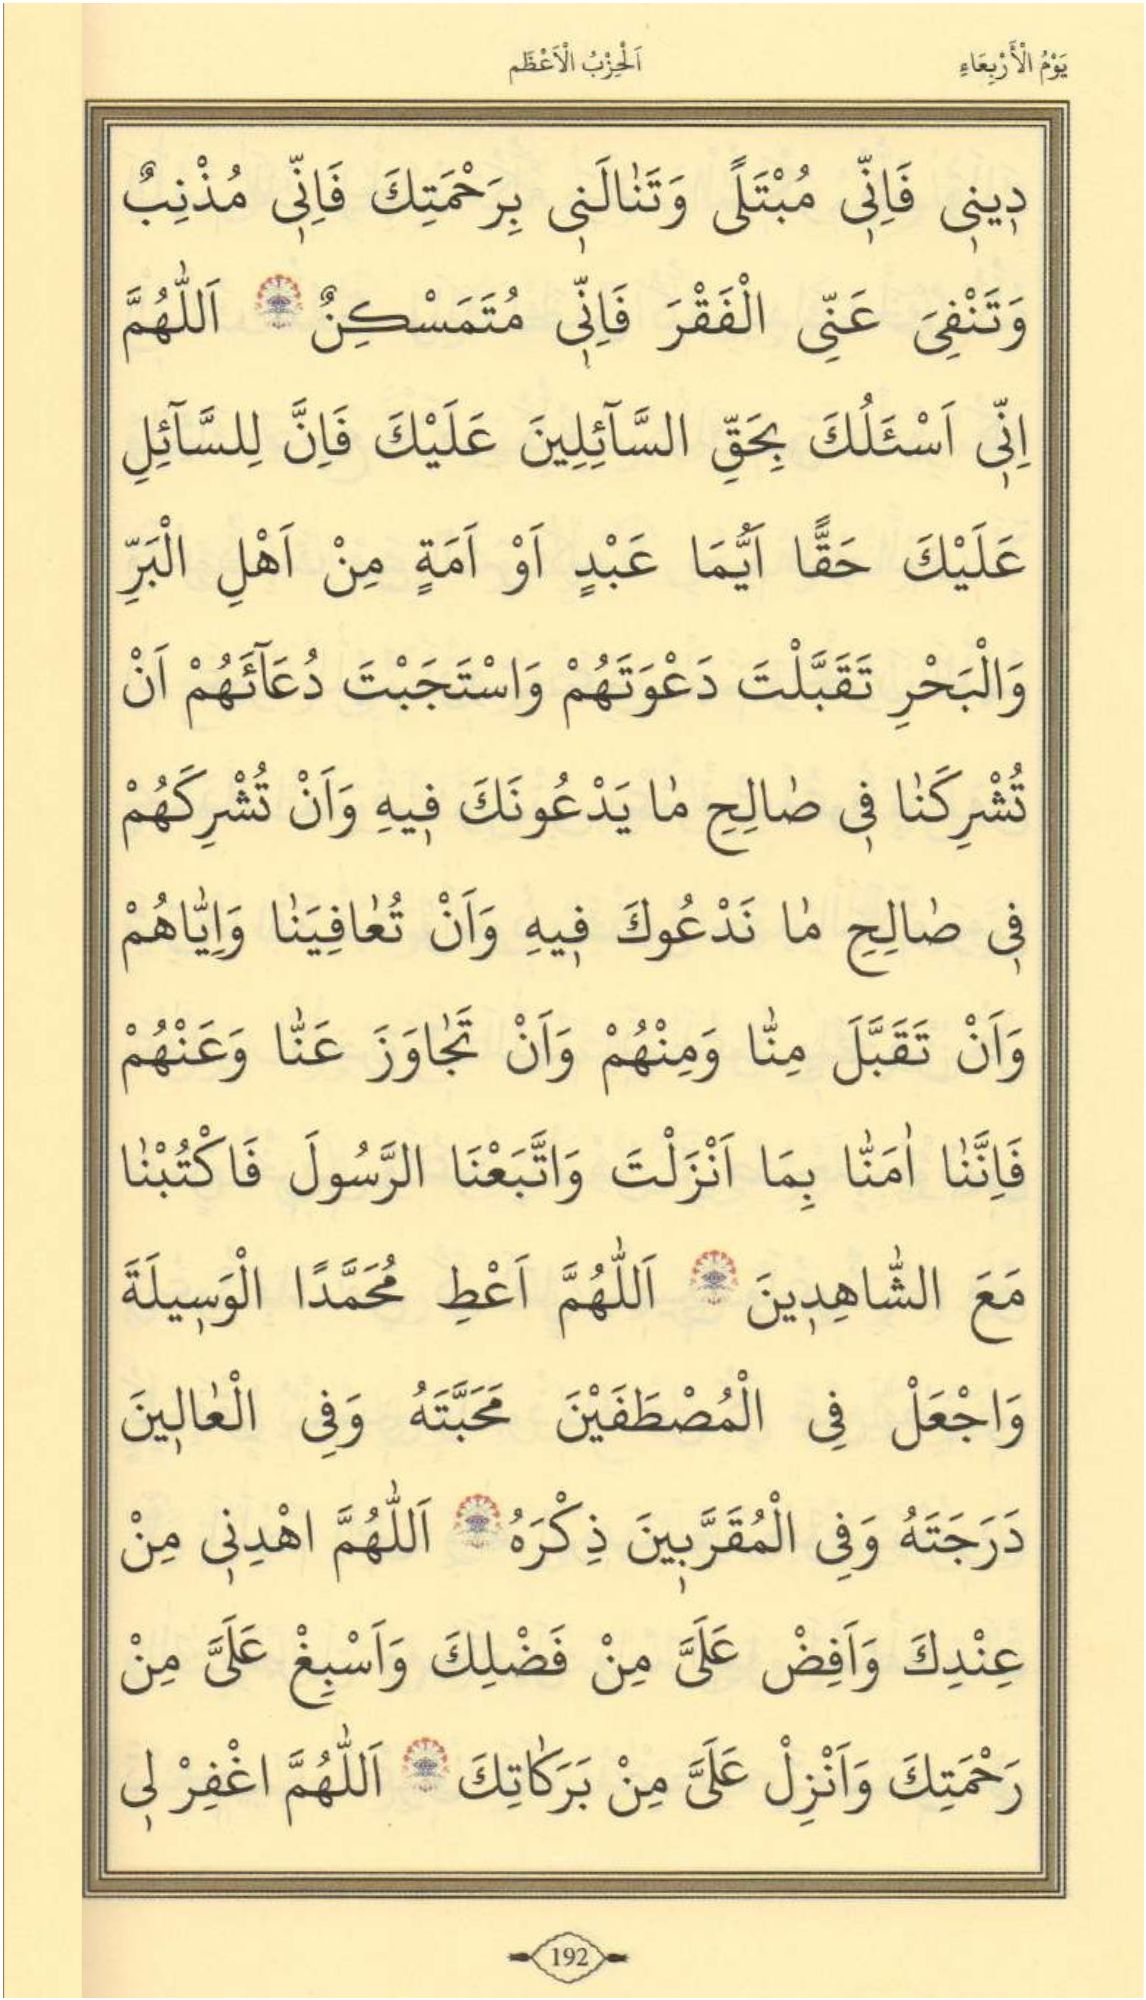 يَوْمُ الْأَرْبِعَاءِ اَلْحِزْبُ الْاَعْظَم
دٖينٖى فَاِنّٖى مُبْتَلًى وَتَنٰالَنٖى بِرَحْمَتِكَ فَاِنّٖى مُذْنِبٌ
وَتَنْفِىَ عَنِّى الْفَقْرَ فَاِنّٖى مُتَمَسْكِنٌ اَللّٰهُمَّ
اِنّٖى اَسْئَلُكَ بِحَقِّ السَّآئِلِينَ عَلَيْكَ فَاِنَّ لِلسَّآئِلِ
عَلَيْكَ حَقًّا اَيُّمَا عَبْدٍ اَوْ اَمَةٍ مِنْ اَهْلِ الْبَرِّ
وَالْبَحْرِ تَقَبَّلْتَ دَعْوَتَهُمْ وَاسْتَجَبْتَ دُعَآئَهُمْ اَنْ
تُشْرِكَنٰا فٖى صٰالِحِ مٰا يَدْعُونَكَ فٖيهِ وَاَنْ تُشْرِكَهُمْ
فٖى صٰالِحِ مٰا نَدْعُوكَ فٖيهِ وَاَنْ تُعٰافِيَنٰا وَاِيّٰاهُمْ
وَاَنْ تَقَبَّلَ مِنّٰا وَمِنْهُمْ وَاَنْ تَجٰاوَزَ عَنّٰا وَعَنْهُمْ
فَاِنَّنٰا اٰمَنّٰا بِمَا اَنْزَلْتَ وَاتَّبَعْنَا الرَّسُولَ فَاكْتُبْنٰا
مَعَ الشّٰاهِدٖينَ اَللّٰهُمَّ اَعْطِ مُحَمَّدًا الْوَسٖيلَةَ
وَاجْعَلْ فِى الْمُصْطَفَيْنَ مَحَبَّتَهُ وَفِى الْعٰالٖينَ
دَرَجَتَهُ وَفِى الْمُقَرَّبٖينَ ذِكْرَهُ اَللّٰهُمَّ اهْدِنٖى مِنْ
عِنْدِكَ وَاَفِضْ عَلَىَّ مِنْ فَضْلِكَ وَاَسْبِغْ عَلَىَّ مِنْ
رَحْمَتِكَ وَاَنْزِلْ عَلَىَّ مِنْ بَرَكٰاتِكَ اَللّٰهُمَّ اغْفِرْ لٖى
192